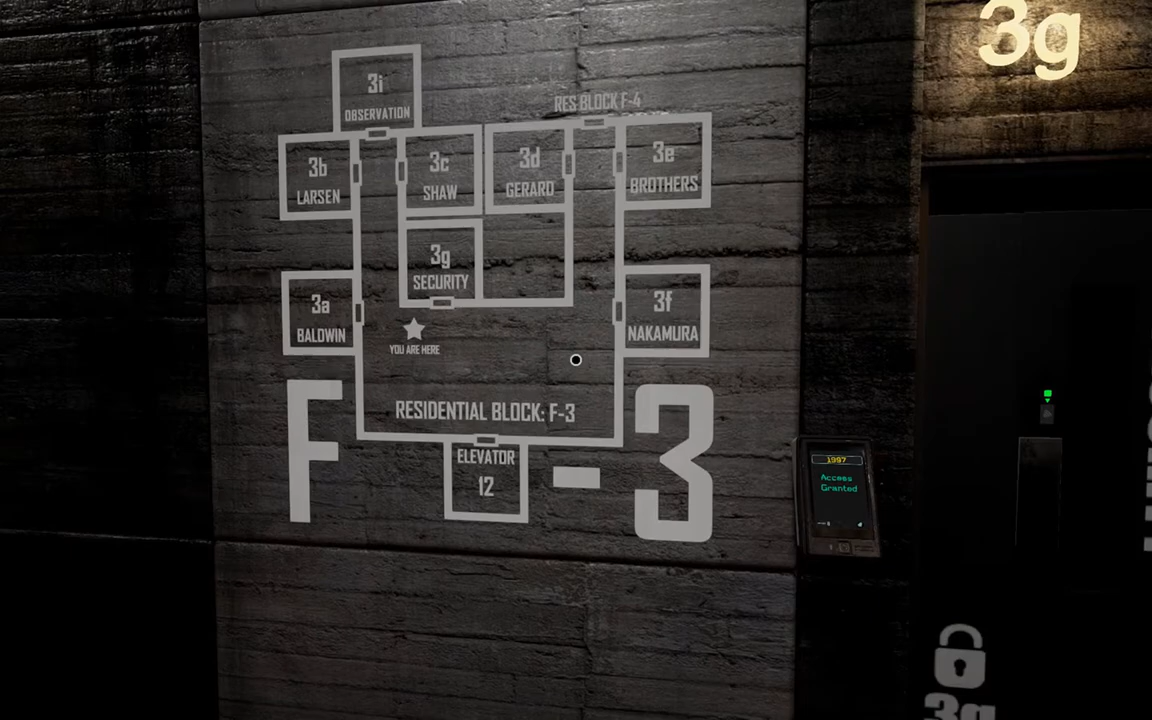 3g
3i
OBSERVATION
RES BLOCK F-4
3b
LARSEN
3c
SHAW
3d
GERARD
3e
BROTHERS
3g
SECURITY
3a
BALDWIN
3f
NAKAMURA
YOU ARE HERE
RESIDENTIAL BLOCK: F-3
F-3
ELEVATOR
12
1997
Access
Granted
3g